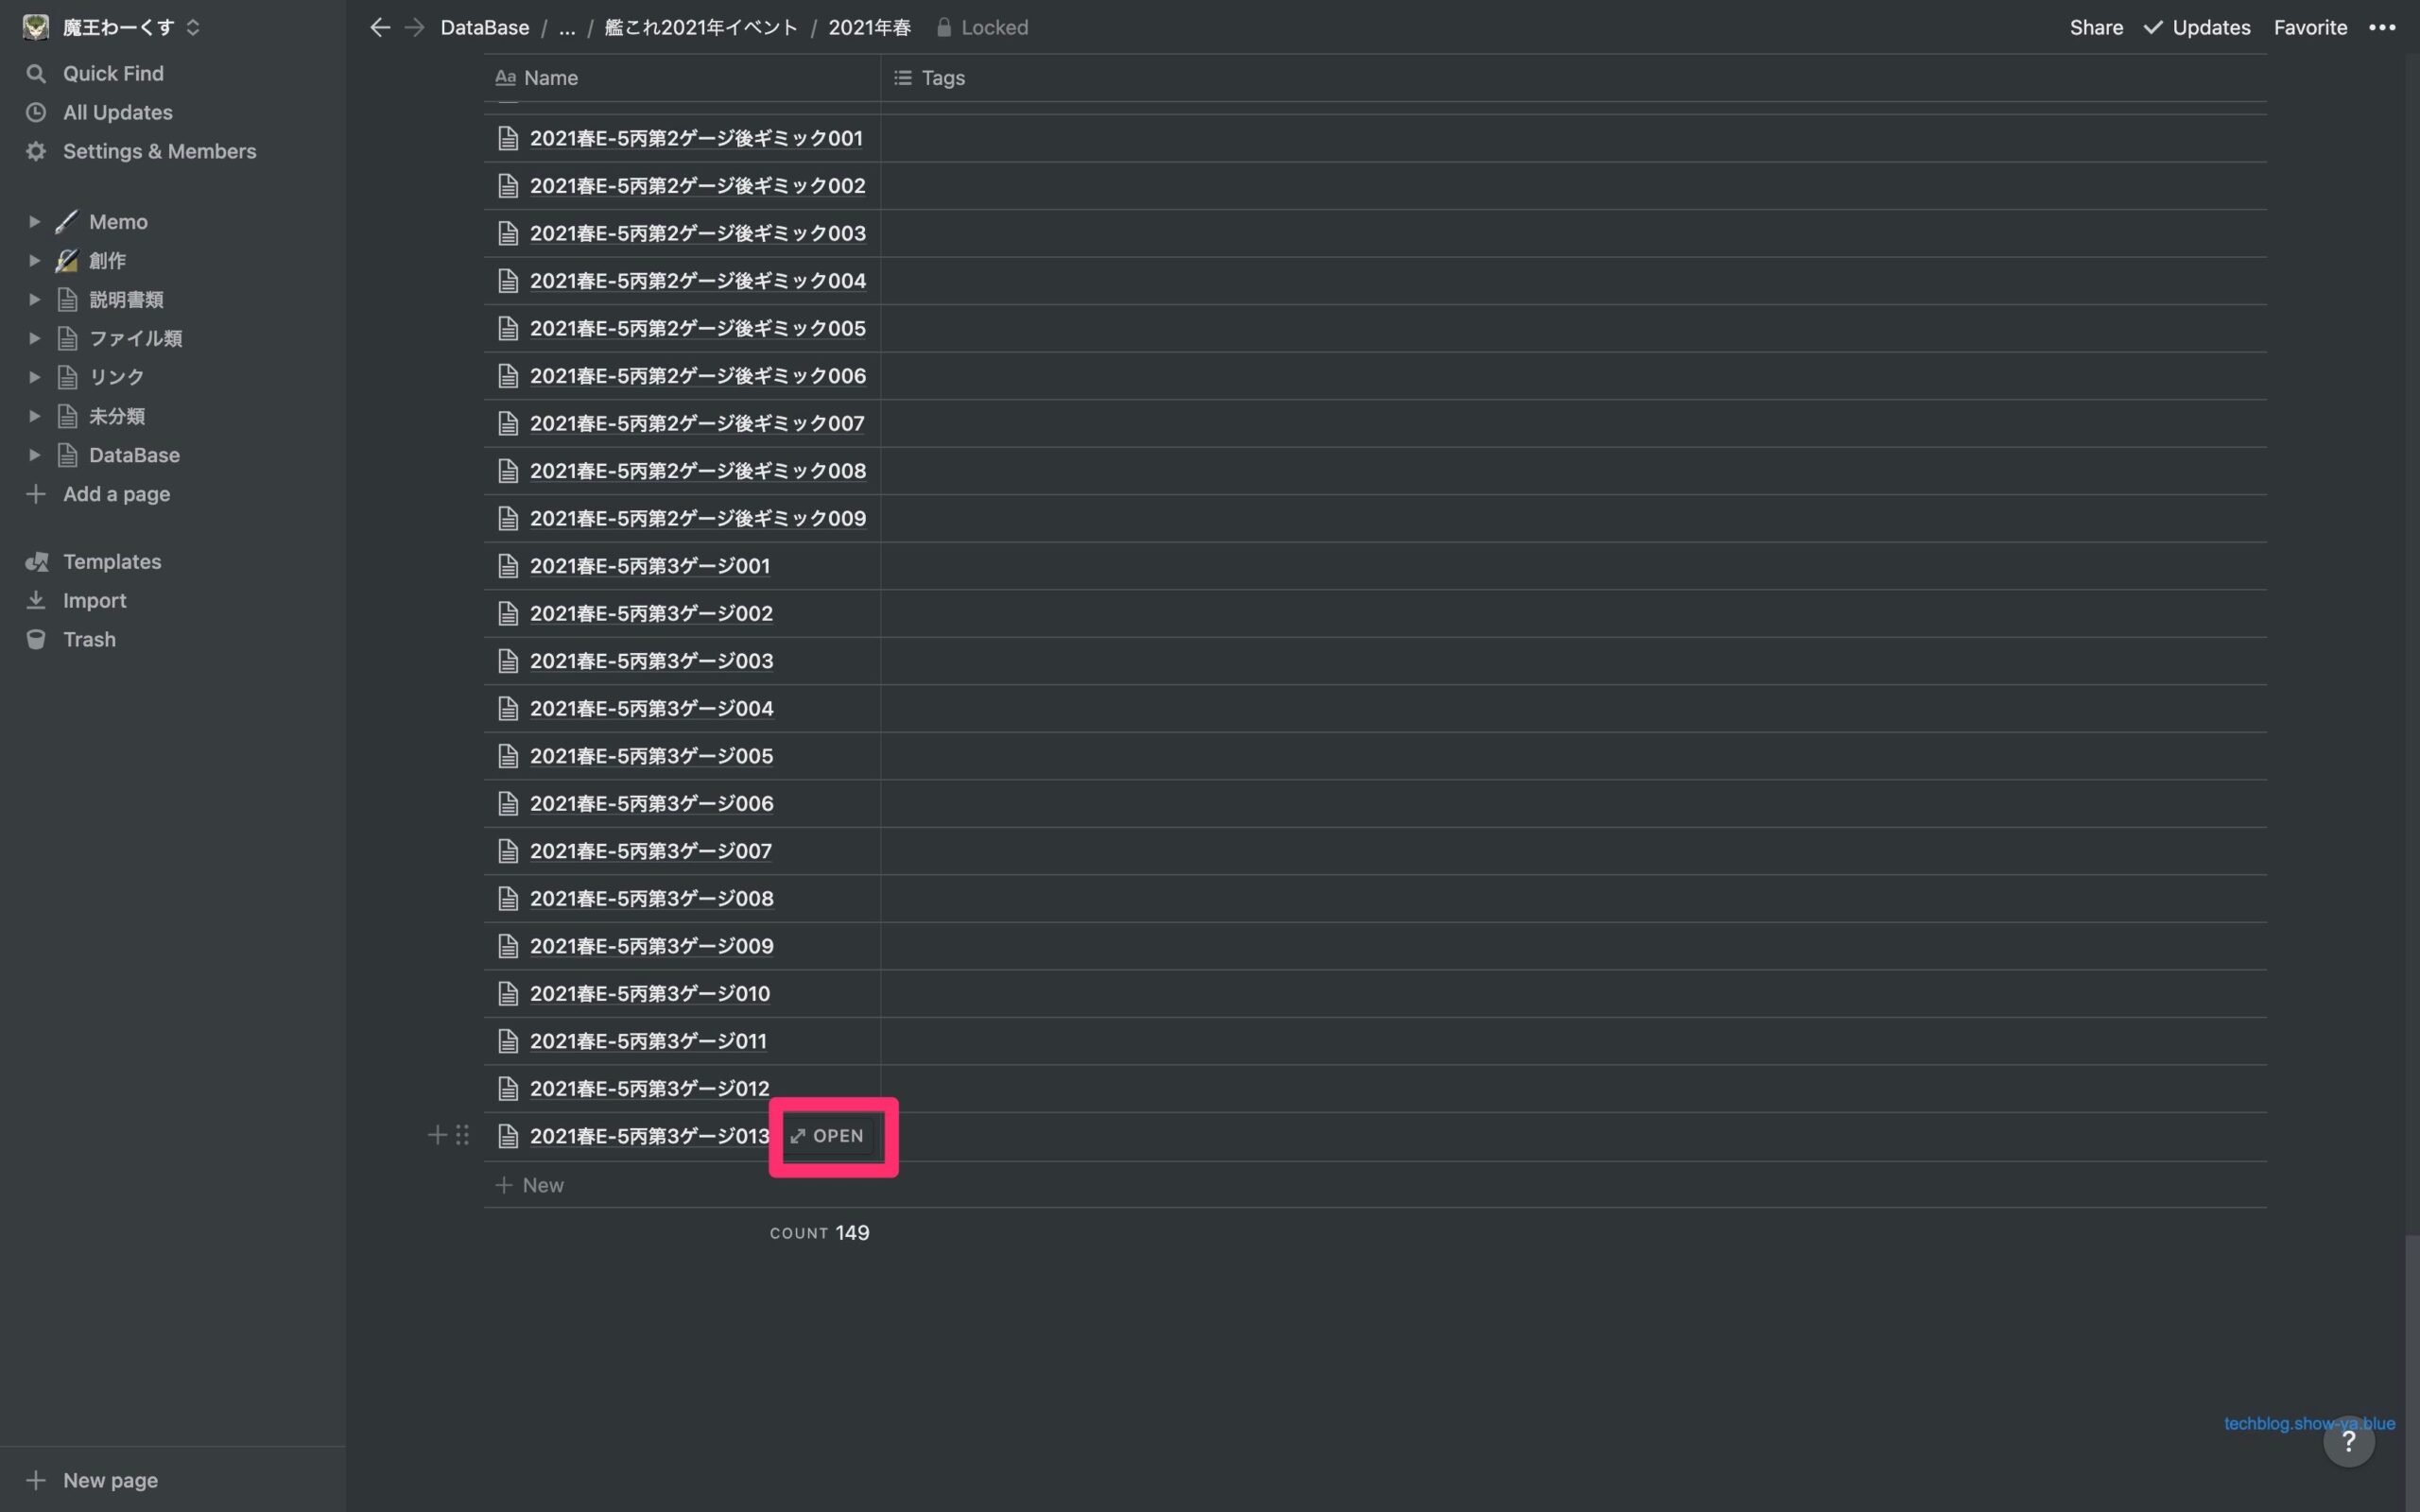 魔王わーくす
Quick Find
All Updates
Settings & Members
Memo
創作
説明書類
ファイル類
リンク
未分類
DataBase
Add a page
Templates
Import
Trash
New page
DataBase / ... / 艦これ2021年イベント / 2021年春 Locked
Share Updates Favorite
Aa Name Tags
2021春E-5丙第2ゲージ後ギミック001
2021春E-5丙第2ゲージ後ギミック002
2021春E-5丙第2ゲージ後ギミック003
2021春E-5丙第2ゲージ後ギミック004
2021春E-5丙第2ゲージ後ギミック005
2021春E-5丙第2ゲージ後ギミック006
2021春E-5丙第2ゲージ後ギミック007
2021春E-5丙第2ゲージ後ギミック008
2021春E-5丙第2ゲージ後ギミック009
2021春E-5丙第3ゲージ001
2021春E-5丙第3ゲージ002
2021春E-5丙第3ゲージ003
2021春E-5丙第3ゲージ004
2021春E-5丙第3ゲージ005
2021春E-5丙第3ゲージ006
2021春E-5丙第3ゲージ007
2021春E-5丙第3ゲージ008
2021春E-5丙第3ゲージ009
2021春E-5丙第3ゲージ010
2021春E-5丙第3ゲージ011
2021春E-5丙第3ゲージ012
2021春E-5丙第3ゲージ013 OPEN
New
COUNT 149
techblog.show-ya.blue
?